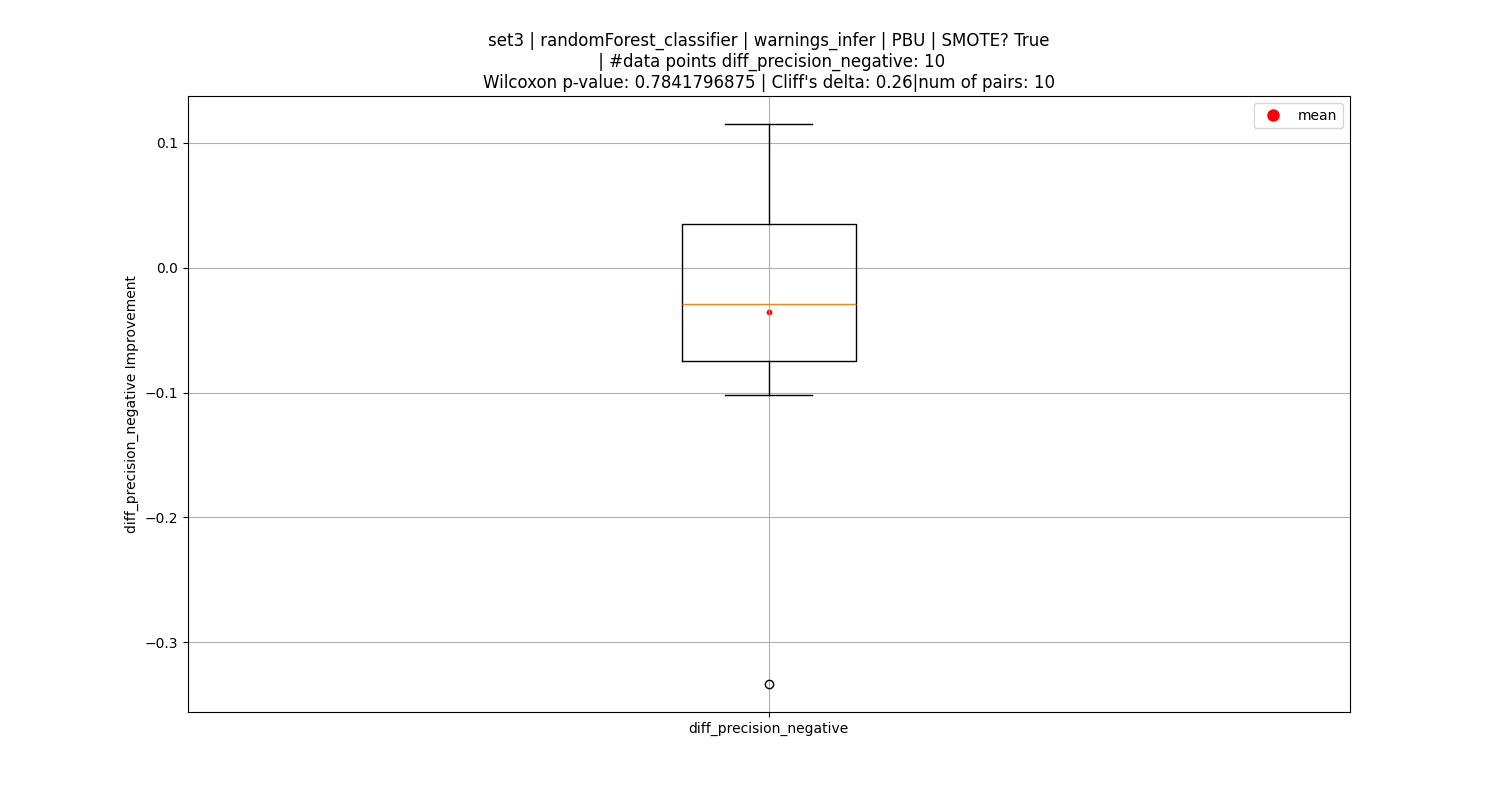 set3 | randomForest_classifier | warnings_infer | PBU | SMOTE? True
| #data points diff_precision_negative: 10
Wilcoxon p-value: 0.7841796875 | Cliff's delta: 0.26|num of pairs: 10
mean
0.1
0.0
−0.1
−0.2
−0.3
diff_precision_negative Improvement
diff_precision_negative